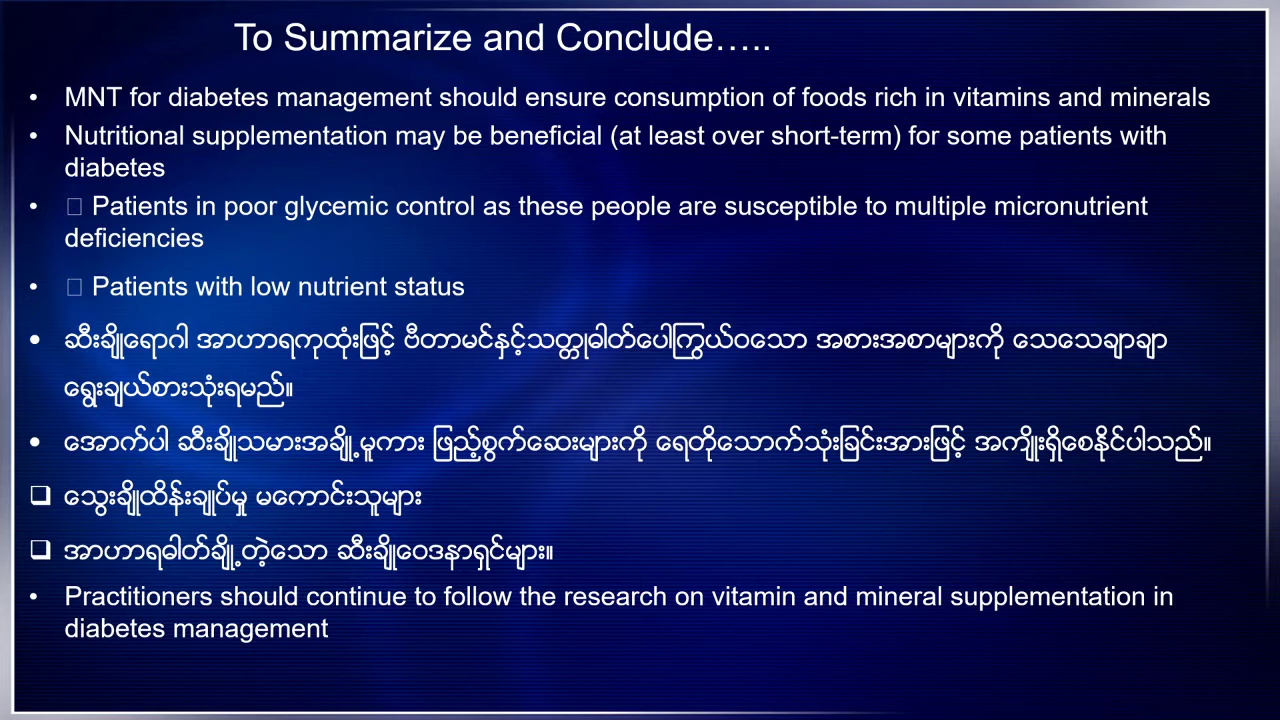 To Summarize and Conclude…..
• MNT for diabetes management should ensure consumption of foods rich in vitamins and minerals
• Nutritional supplementation may be beneficial (at least over short-term) for some patients with
diabetes
• □ Patients in poor glycemic control as these people are susceptible to multiple micronutrient
deficiencies
• □ Patients with low nutrient status
• ဆီးချိုရောဂါ အာဟာရကုထုံးဖြင့် ဗီတာမင်နှင့်သတ္တုဓါတ်ပေါကြွယ်ဝသော အစားအစာများကို သေသေချာချာ
ရွေးချယ်စားသုံးရမည်။
• အောက်ပါ ဆီးချိုသမားအချို့မူကား ဖြည့်စွက်ဆေးများကို ရေတိုသောက်သုံးခြင်းအားဖြင့် အကျိုးရှိစေနိုင်ပါသည်။
❑ သွေးချိုထိန်းချုပ်မှု မကောင်းသူများ
❑ အာဟာရဓါတ်ချို့တဲ့သော ဆီးချိုဝေဒနာရှင်များ။
• Practitioners should continue to follow the research on vitamin and mineral supplementation in
diabetes management